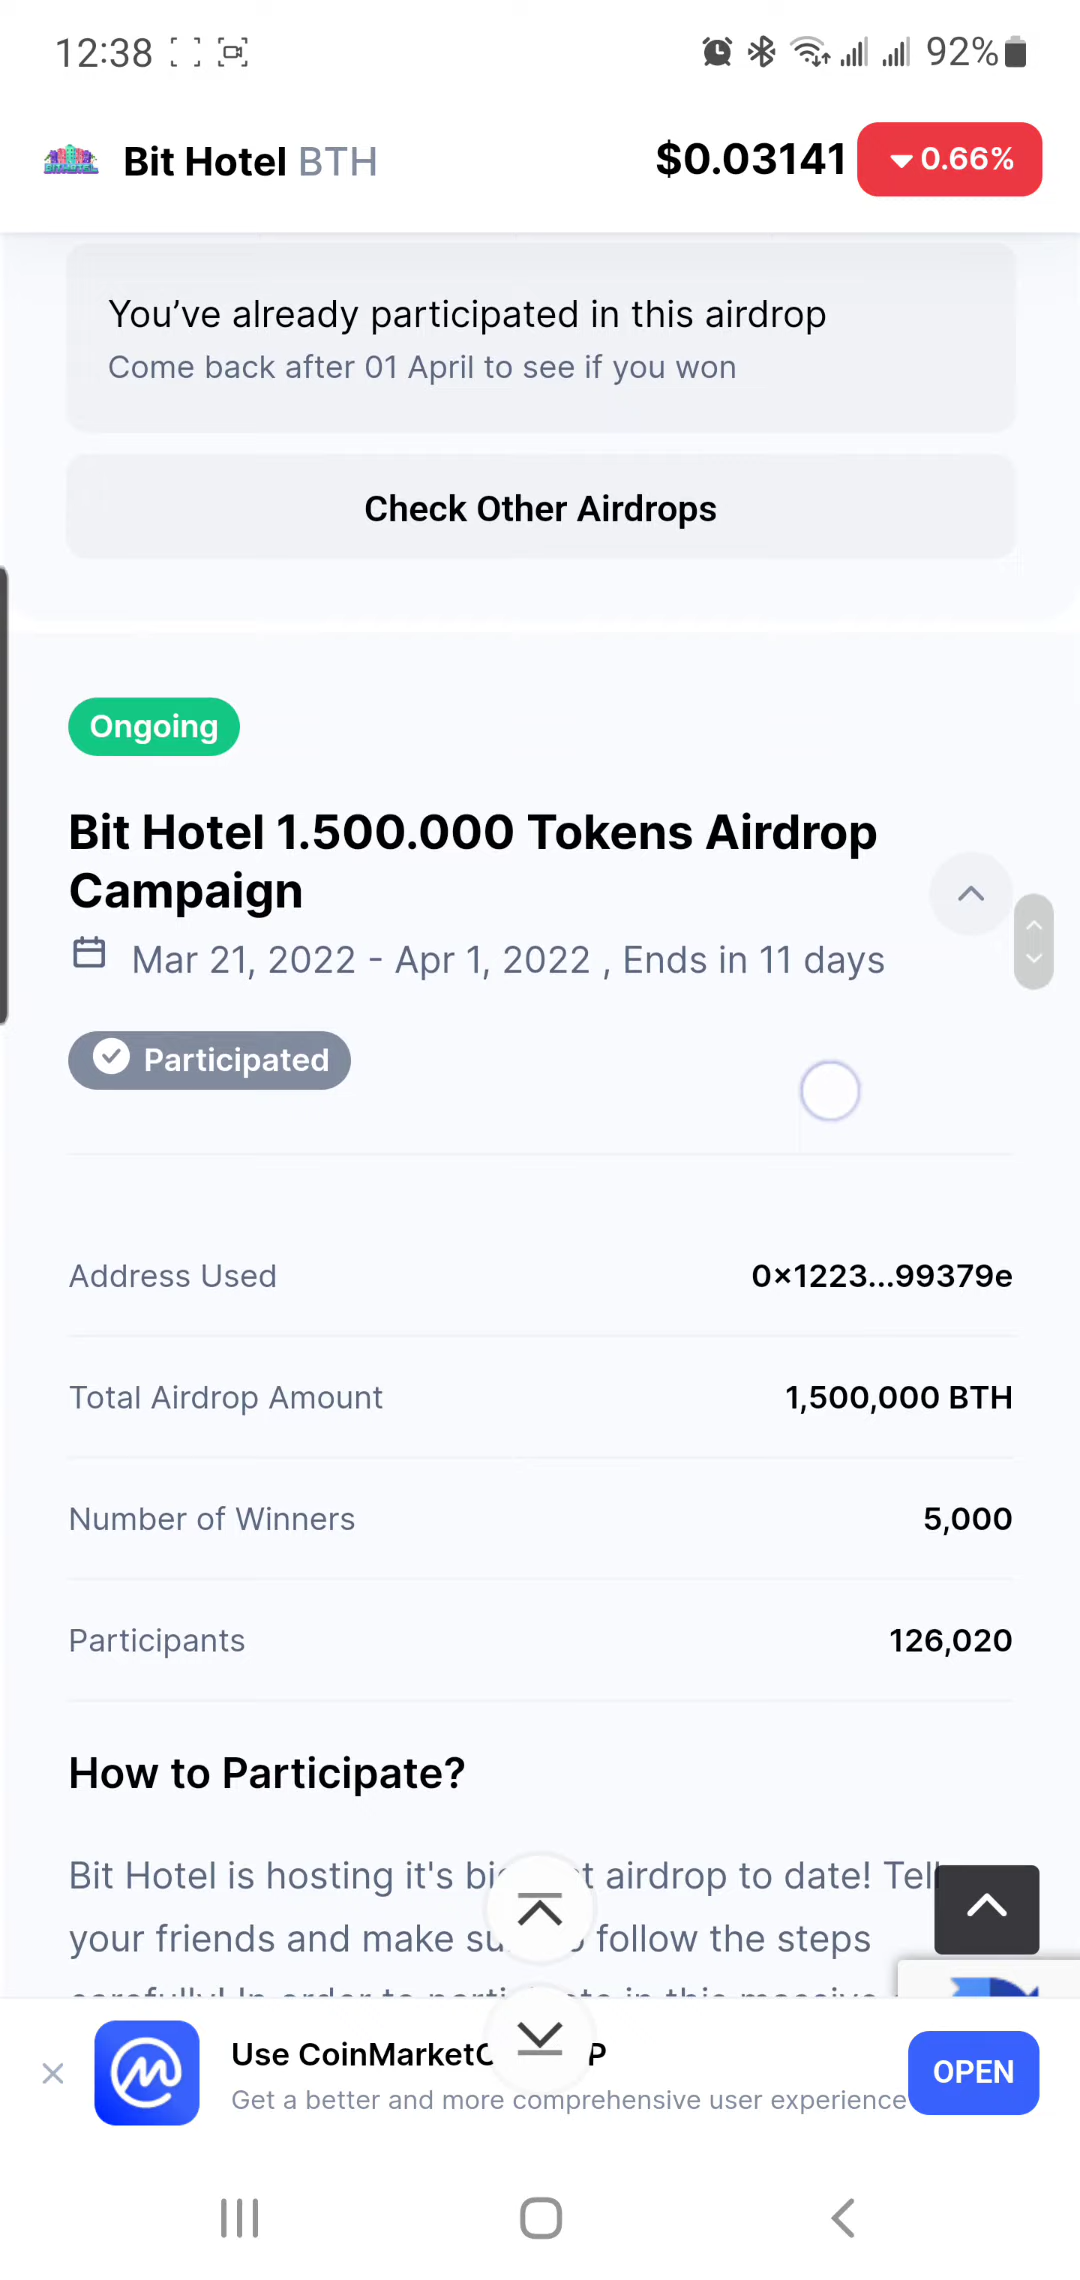 12:38 92%
Bit Hotel BTH $0.03141 0.66%
You've already participated in this airdrop
Come back after 01 April to see if you won
Check Other Airdrops
Ongoing
Bit Hotel 1.500.000 Tokens Airdrop
Campaign
Mar 21, 2022 - Apr 1, 2022 , Ends in 11 days
Participated
Address Used 0×1223...99379e
Total Airdrop Amount 1,500,000 BTH
Number of Winners 5,000
Participants 126,020
How to Participate?
Bit Hotel is hosting it's airdrop to date! Tell
your friends and make follow the steps
in this massive
Use
Get a better and more comprehensive user experience
OPEN